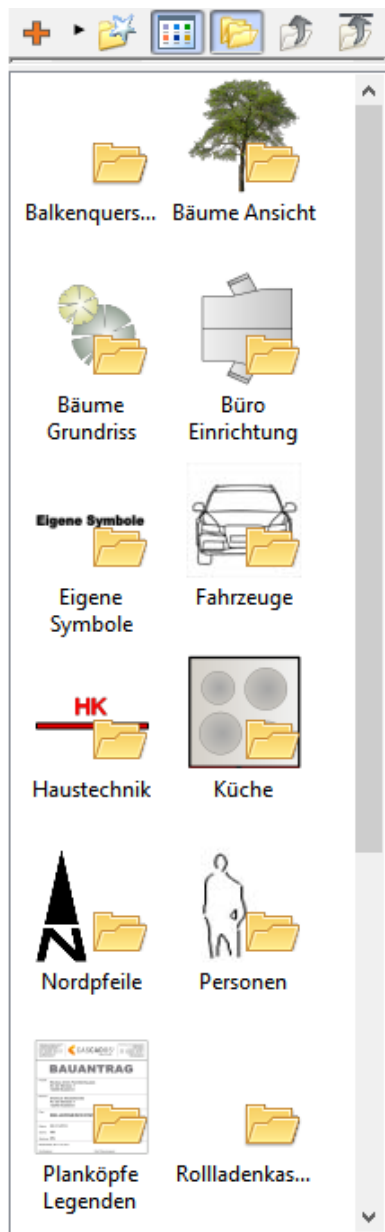 Balkenquers...
Bäume Ansicht
Bäume
Grundriss
Büro
Einrichtung
Eigene Symbole
Eigene
Symbole
Fahrzeuge
HK
Haustechnik
Küche
N
Nordpfeile
Personen
CASCADOS
BAUANTRAG
Planköpfe
Legenden
Rollladenkas...